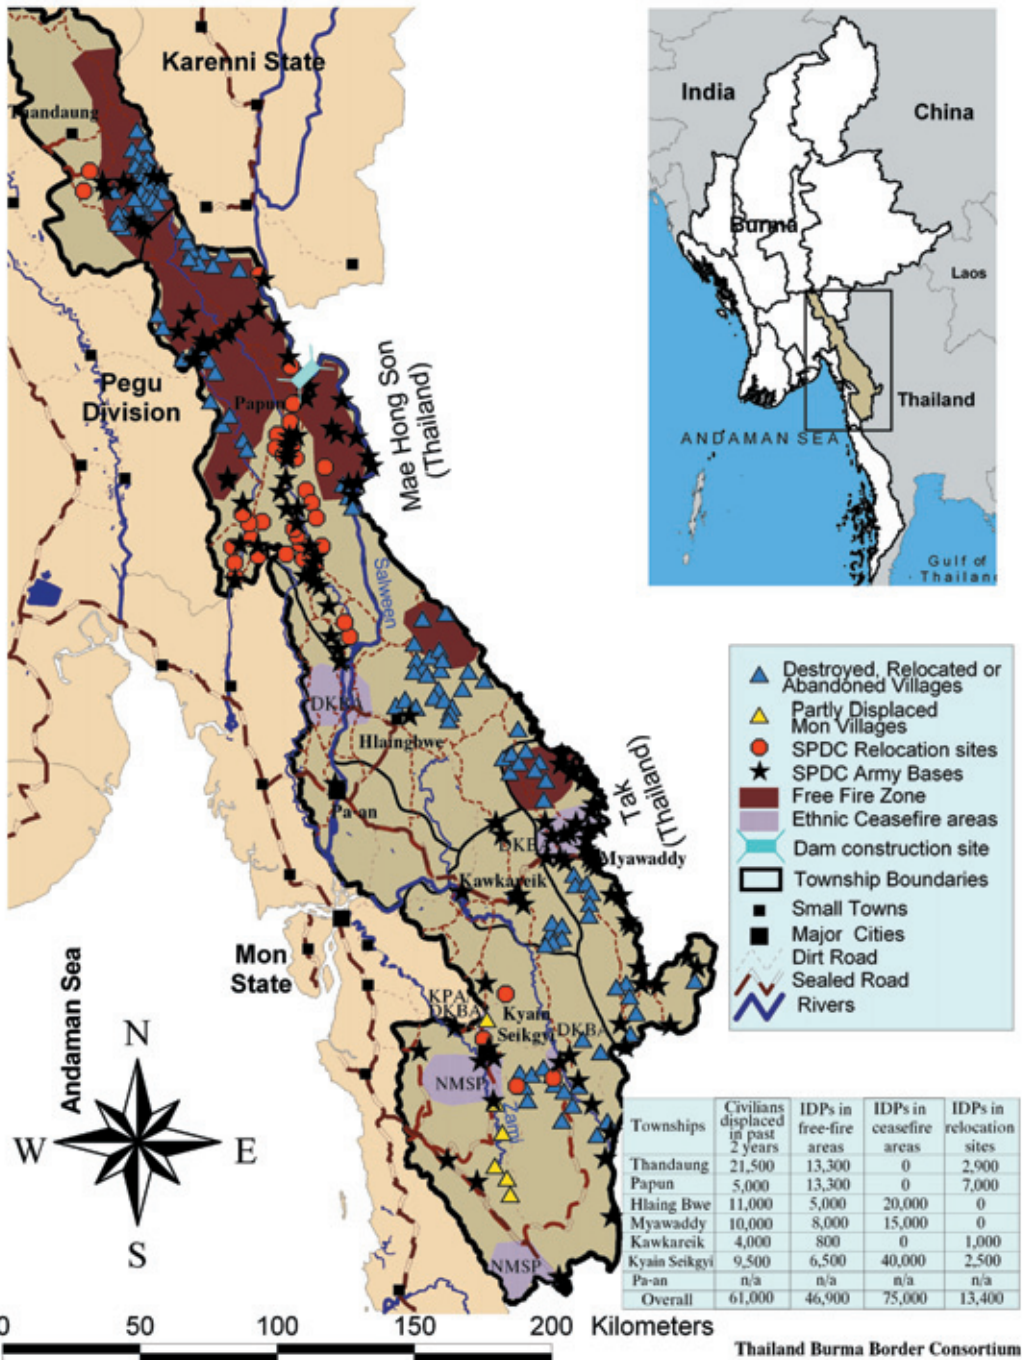 Karenni State
Thandaung
Pegu
Division
Papun
Mae Hong Son
(Thailand)
Salween
DKBA
Hlaingbwe
Pa-an
Tak
(Thailand)
DKBA
Myawaddy
Kawkareik
Mon
State
Andaman Sea
KPA/
DKBA
Kyain
Seikgyi
DKBA
NMSP
Zami
NMSP
N
W
E
S
India
China
Burma
Laos
Thailand
ANDAMAN SEA
Gulf of
Thailand
Destroyed, Relocated or
Abandoned Villages
Partly Displaced
Mon Villages
SPDC Relocation sites
SPDC Army Bases
Free Fire Zone
Ethnic Ceasefire areas
Dam construction site
Township Boundaries
Small Towns
Major Cities
Dirt Road
Sealed Road
Rivers
Townships Civilians displaced in past 2 years IDPs in free-fire areas IDPs in ceasefire areas IDPs in relocation sites
Thandaung 21,500 13,300 0 2,900
Papun 5,000 13,300 0 7,000
Hlaing Bwe 11,000 5,000 20,000 0
Myawaddy 10,000 8,000 15,000 0
Kawkareik 4,000 800 0 1,000
Kyain Seikgyi 9,500 6,500 40,000 2,500
Pa-an n/a n/a n/a n/a
Overall 61,000 46,900 75,000 13,400
0 50 100 150 200 Kilometers
Thailand Burma Border Consortium